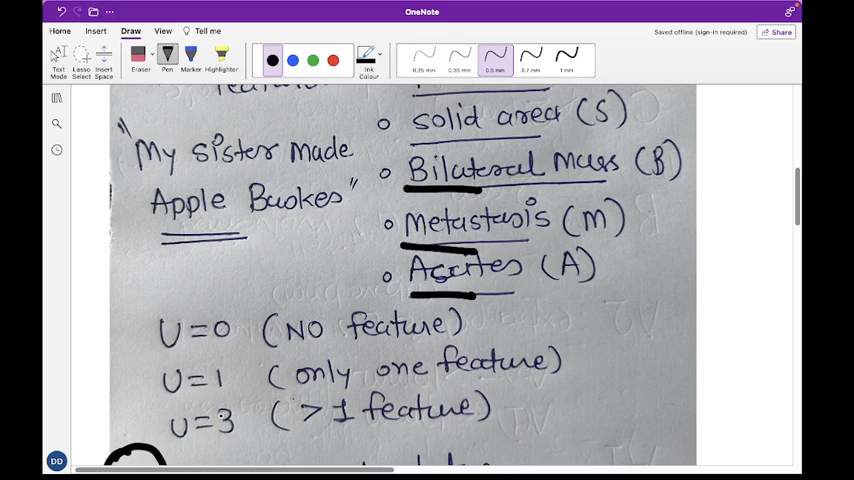 OneNote
Home Insert Draw View Tell me
Saved offline (sign-in required) Share
Text Mode
Lasso Select
Insert Space
Eraser Pen Marker Highlighter
Ink Colour
0.25 mm 0.35 mm 0.5 mm 0.7 mm 1 mm
solid area (S)
"My sister made
Apple Baokes"
Bilateral Mass (B)
Metastasis (M)
Ascites (A)
U=0 (NO feature)
U=1 (only one feature)
U=3 (>1 feature)
DD